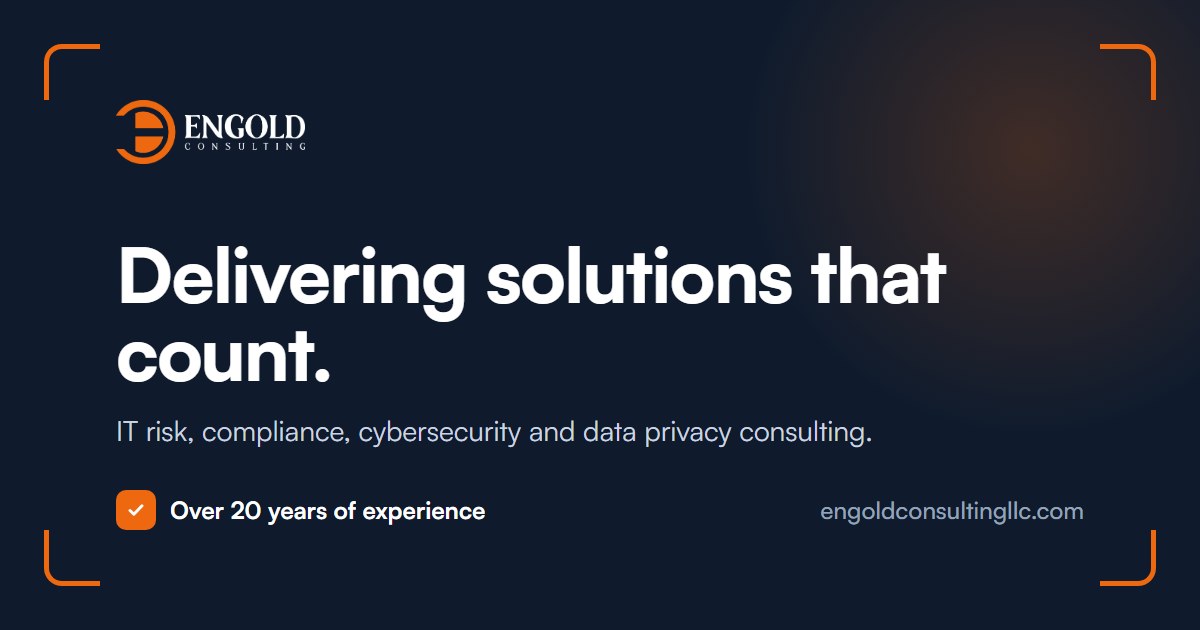 ENGOLD
CONSULTING
Delivering solutions that
count.
IT risk, compliance, cybersecurity and data privacy consulting.
Over 20 years of experience
engoldconsultingllc.com